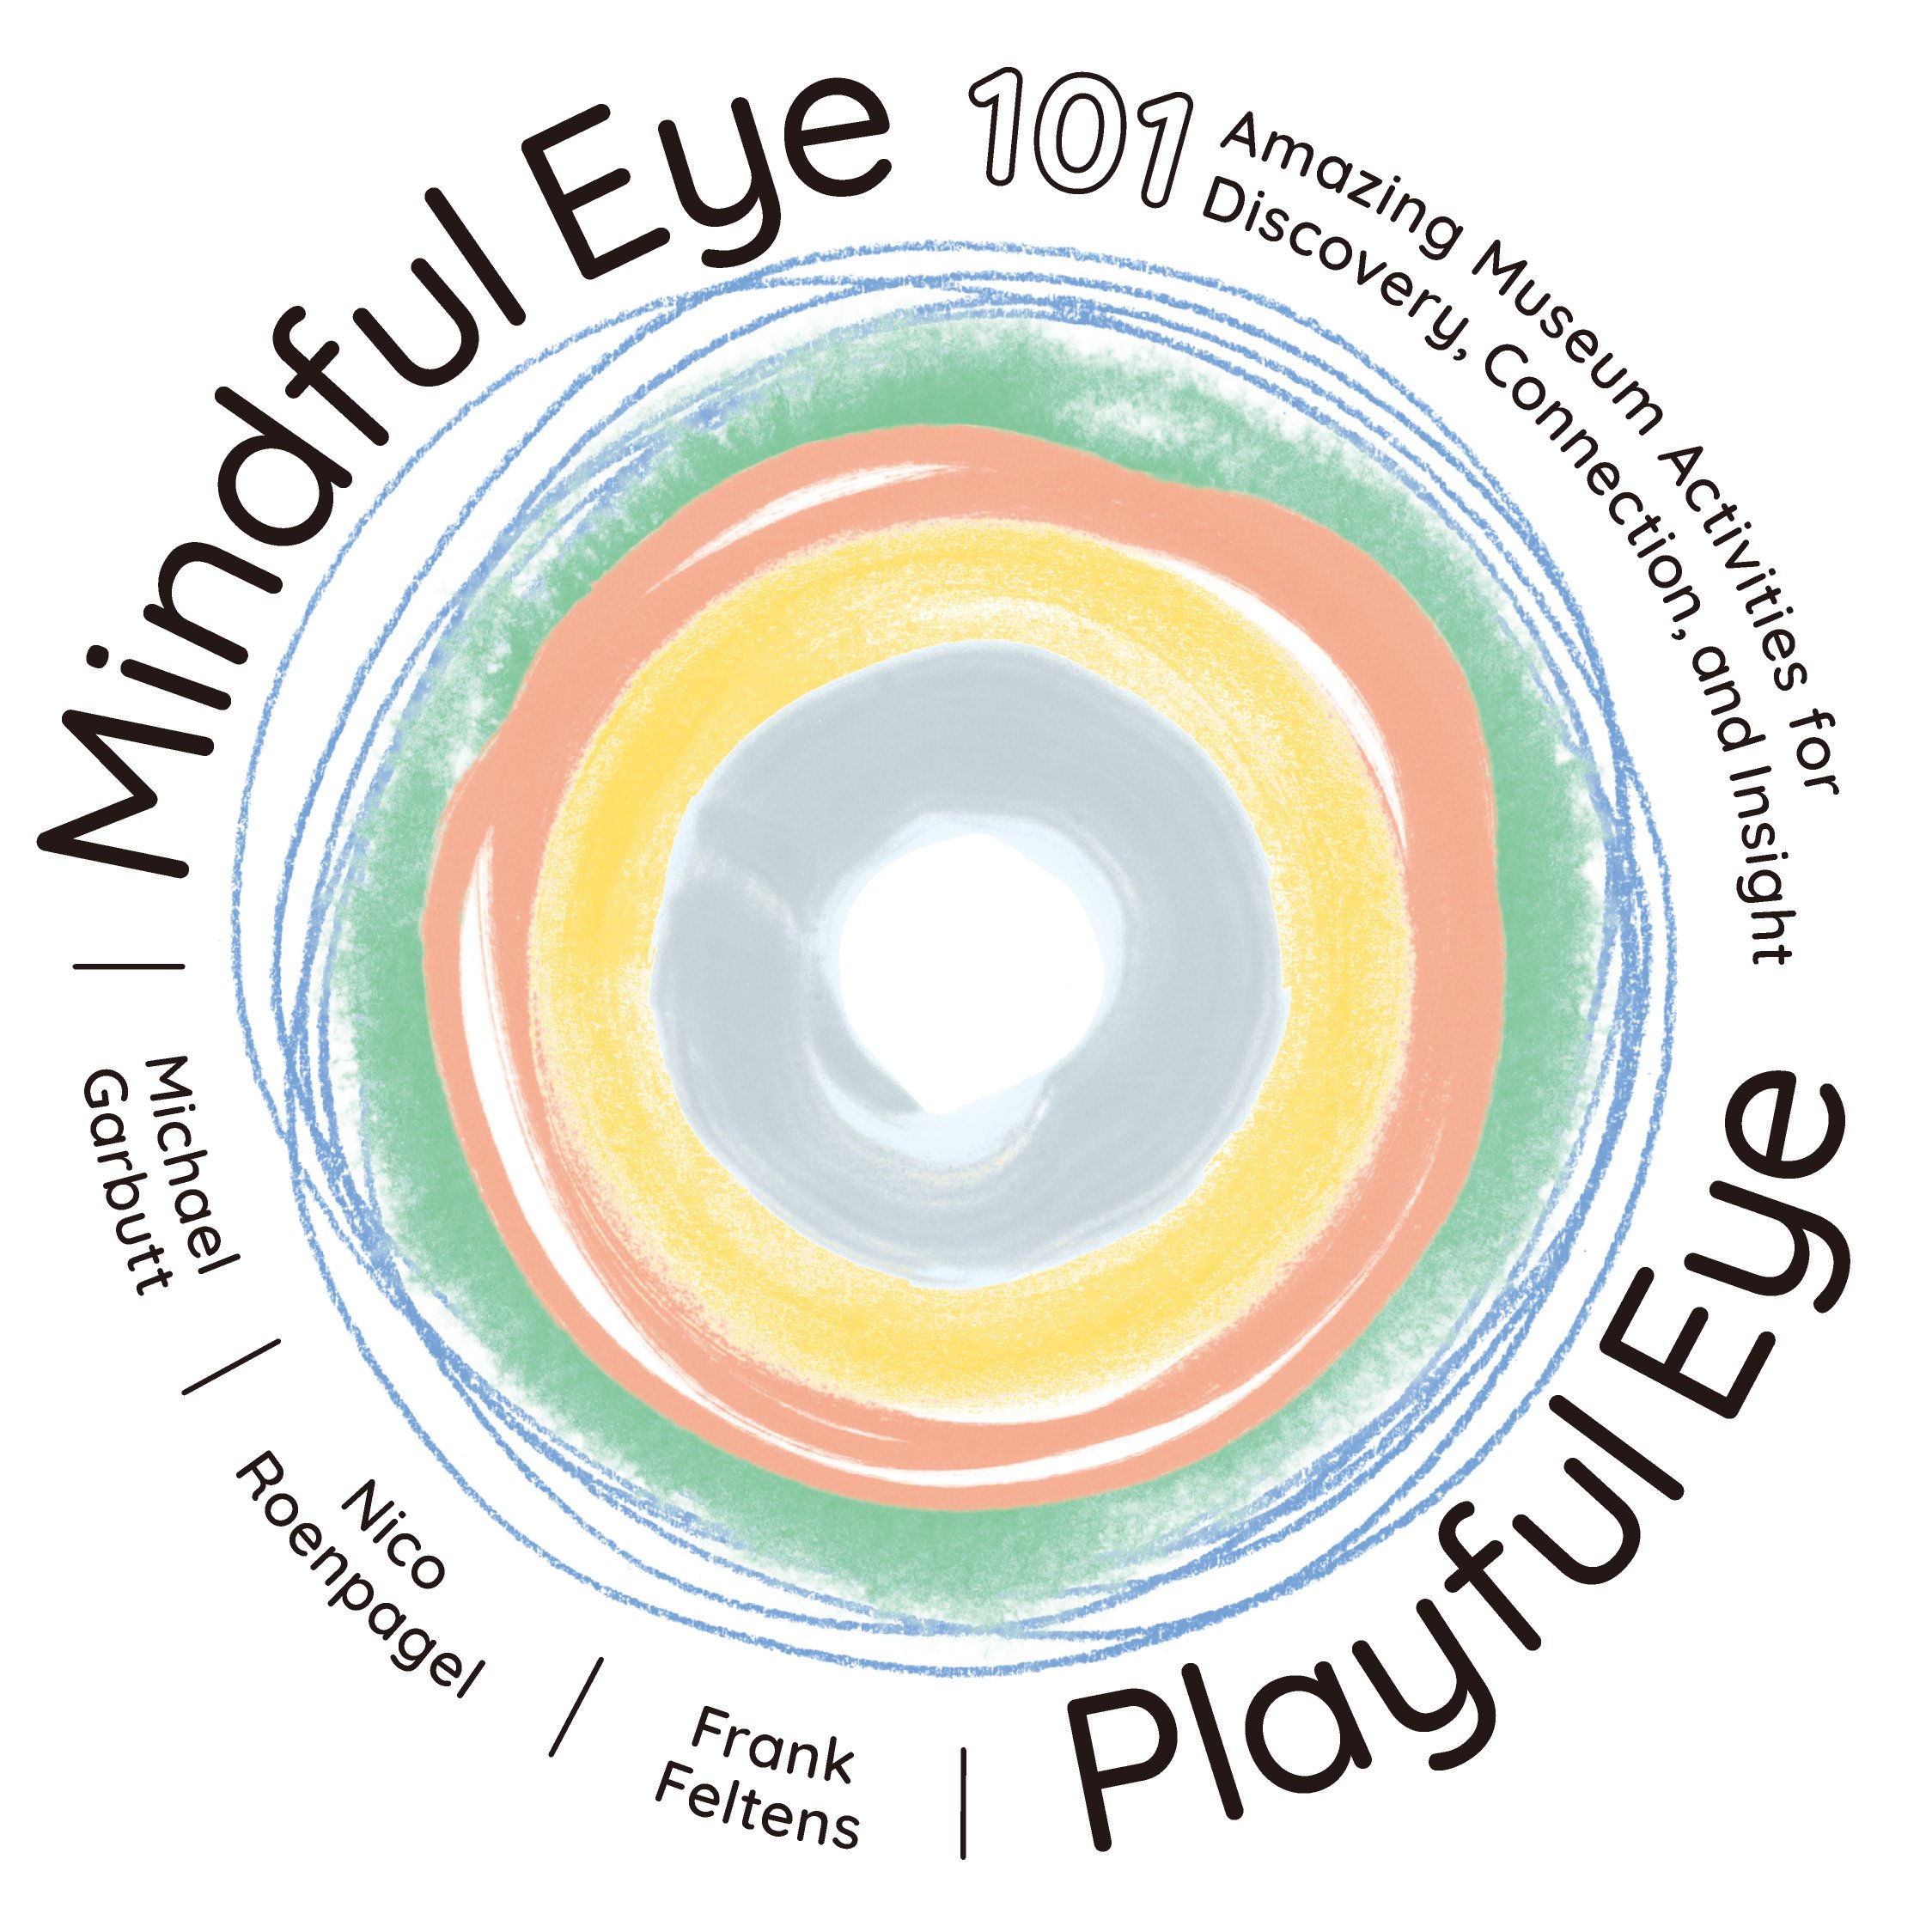 Mindful Eye
Playful Eye
101
Amazing Museum Activities for
Discovery, Connection, and Insight
Michael
Garbutt
Nico
Roenpagel
Frank
Feltens